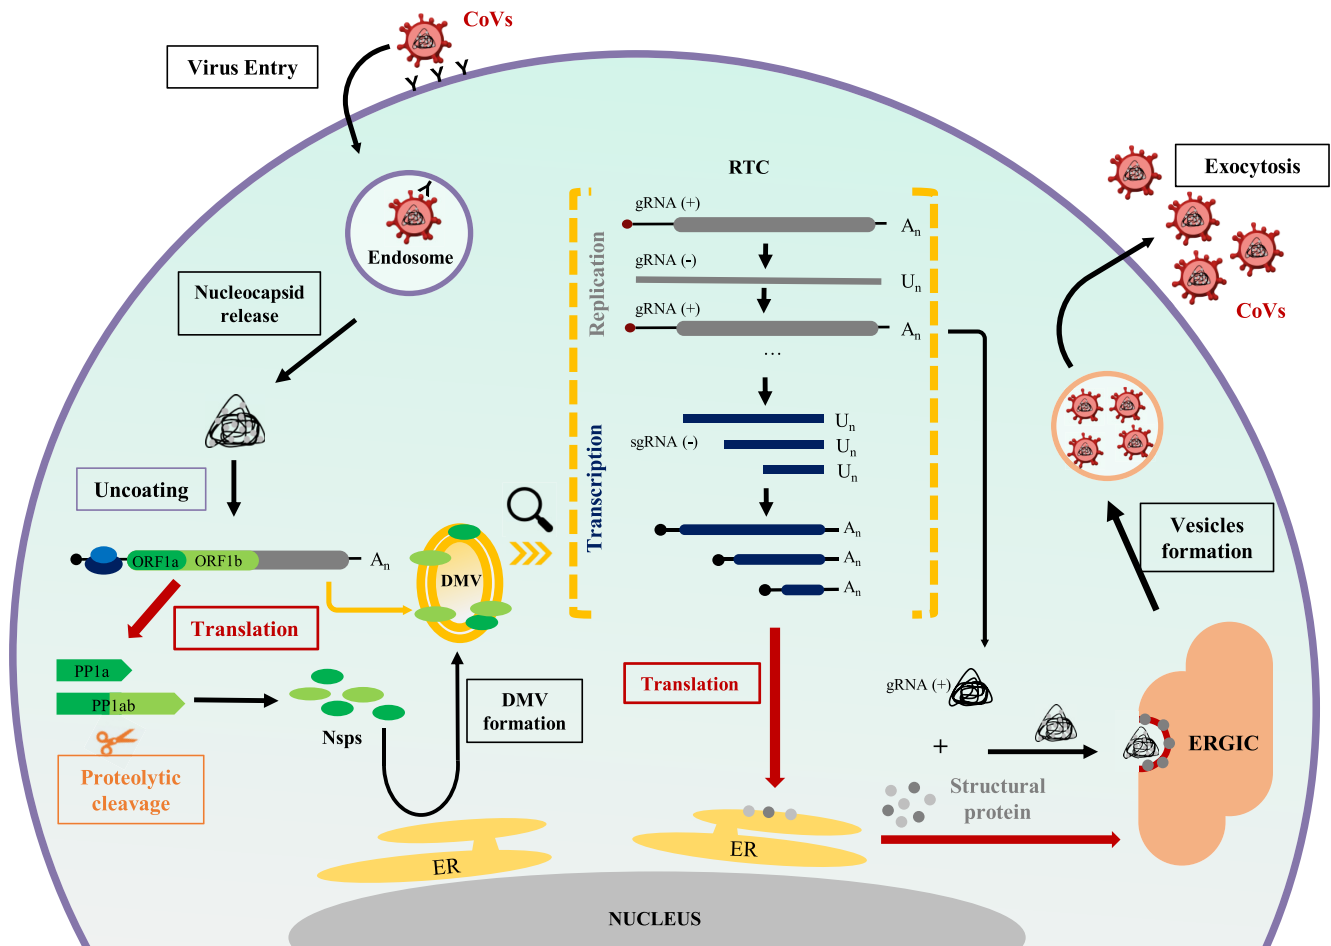 CoVs
Virus Entry
Endosome
Nucleocapsid
release
Uncoating
ORF1a
ORF1b
An
Translation
PP1a
PP1ab
Proteolytic
cleavage
Nsps
DMV
DMV
formation
ER
RTC
Replication
gRNA (+)
An
gRNA (-)
Un
gRNA (+)
An
...
Transcription
Un
sgRNA (-)
Un
Un
An
An
An
Translation
ER
gRNA (+)
+
Structural
protein
ERGIC
Vesicles
formation
Exocytosis
CoVs
NUCLEUS